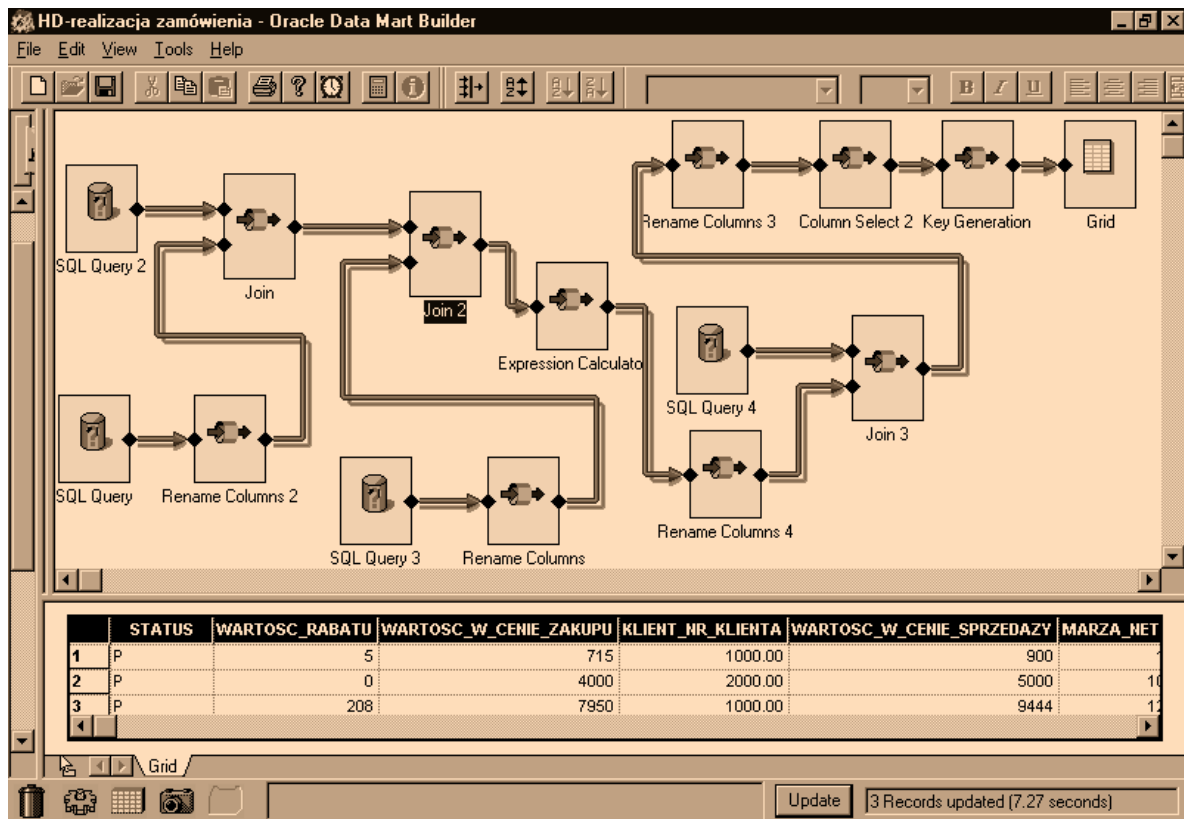 HD-realizacja zamówienia - Oracle Data Mart Builder
File Edit View Tools Help
B I U
Rename Columns 3 Column Select 2 Key Generation Grid
SQL Query 2
Join
Join 2
Expression Calculato
SQL Query 4
Join 3
SQL Query Rename Columns 2
Rename Columns 4
SQL Query 3 Rename Columns
STATUS WARTOSC_RABATU WARTOSC_W_CENIE_ZAKUPU KLIENT_NR_KLIENTA WARTOSC_W_CENIE_SPRZEDAZY MARZA_NET
1 P 5 715 1000.00 900 1
2 P 0 4000 2000.00 5000 10
3 P 208 7950 1000.00 9444 12
Grid
Update 3 Records updated (7.27 seconds)